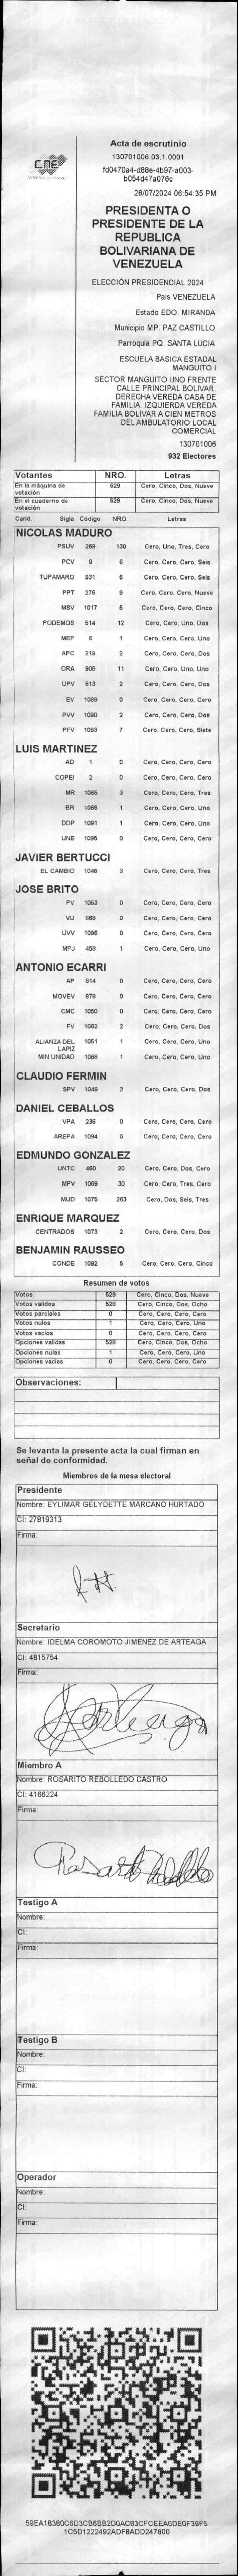 CNE
Acta de escrutinio
130701006.03.1.0001
fd0470a4-d88e-4b97-a003-
b054d47a076c
28/07/2024 06:54:35 PM
PRESIDENTA O
PRESIDENTE DE LA
REPUBLICA
BOLIVARIANA DE
VENEZUELA
ELECCIÓN PRESIDENCIAL 2024
País VENEZUELA
Estado EDO. MIRANDA
Municipio MP. PAZ CASTILLO
Parroquia PQ. SANTA LUCIA
ESCUELA BASICA ESTADAL
MANGUITO I
SECTOR MANGUITO UNO FRENTE
CALLE PRINCIPAL BOLIVAR.
DERECHA VEREDA CASA DE
FAMILIA. IZQUIERDA VEREDA
FAMILIA BOLIVAR A CIEN METROS
DEL AMBULATORIO LOCAL
COMERCIAL
130701006
932 Electores
Votantes NRO. Letras
En la máquina de votación 529 Cero, Cinco, Dos, Nueve
En el cuaderno de votación 529 Cero, Cinco, Dos, Nueve
Cand. Sigla Código NRO. Letras
NICOLAS MADURO
PSUV 269 130 Cero, Uno, Tres, Cero
PCV 9 6 Cero, Cero, Cero, Seis
TUPAMARO 931 6 Cero, Cero, Cero, Seis
PPT 276 9 Cero, Cero, Cero, Nueve
MSV 1017 5 Cero, Cero, Cero, Cinco
PODEMOS 514 12 Cero, Cero, Uno, Dos
MEP 6 1 Cero, Cero, Cero, Uno
APC 219 2 Cero, Cero, Cero, Dos
ORA 906 11 Cero, Cero, Uno, Uno
UPV 513 2 Cero, Cero, Cero, Dos
EV 1089 0 Cero, Cero, Cero, Cero
PVV 1090 2 Cero, Cero, Cero, Dos
PFV 1093 7 Cero, Cero, Cero, Siete
LUIS MARTINEZ
AD 1 0 Cero, Cero, Cero, Cero
COPEI 2 0 Cero, Cero, Cero, Cero
MR 1065 3 Cero, Cero, Cero, Tres
BR 1066 1 Cero, Cero, Cero, Uno
DDP 1091 1 Cero, Cero, Cero, Uno
UNE 1095 0 Cero, Cero, Cero, Cero
JAVIER BERTUCCI
EL CAMBIO 1048 3 Cero, Cero, Cero, Tres
JOSE BRITO
PV 1053 0 Cero, Cero, Cero, Cero
VU 868 0 Cero, Cero, Cero, Cero
UVV 1096 0 Cero, Cero, Cero, Cero
MPJ 458 1 Cero, Cero, Cero, Uno
ANTONIO ECARRI
AP 814 0 Cero, Cero, Cero, Cero
MOVEV 878 0 Cero, Cero, Cero, Cero
CMC 1050 0 Cero, Cero, Cero, Cero
FV 1062 2 Cero, Cero, Cero, Dos
ALIANZA DEL LAPIZ 1051 1 Cero, Cero, Cero, Uno
MIN UNIDAD 1068 1 Cero, Cero, Cero, Uno
CLAUDIO FERMIN
SPV 1049 2 Cero, Cero, Cero, Dos
DANIEL CEBALLOS
VPA 236 0 Cero, Cero, Cero, Cero
AREPA 1094 0 Cero, Cero, Cero, Cero
EDMUNDO GONZALEZ
UNTC 460 20 Cero, Cero, Dos, Cero
MPV 1069 30 Cero, Cero, Tres, Cero
MUD 1075 263 Cero, Dos, Seis, Tres
ENRIQUE MARQUEZ
CENTRADOS 1073 2 Cero, Cero, Cero, Dos
BENJAMIN RAUSSEO
CONDE 1092 5 Cero, Cero, Cero, Cinco
Resumen de votos
Votos 529 Cero, Cinco, Dos, Nueve
Votos validos 528 Cero, Cinco, Dos, Ocho
Votos parciales 0 Cero, Cero, Cero, Cero
Votos nulos 1 Cero, Cero, Cero, Uno
Votos vacios 0 Cero, Cero, Cero, Cero
Opciones validas 528 Cero, Cinco, Dos, Ocho
Opciones nulas 1 Cero, Cero, Cero, Uno
Opciones vacias 0 Cero, Cero, Cero, Cero
Observaciones:
Se levanta la presente acta la cual firman en
señal de conformidad.
Miembros de la mesa electoral
Presidente
Nombre: EYLIMAR GELYDETTE MARCANO HURTADO
CI: 27819313
Firma:
Secretario
Nombre: IDELMA COROMOTO JIMENEZ DE ARTEAGA
CI: 4815754
Firma:
Arteaga
Miembro A
Nombre: ROSARITO REBOLLEDO CASTRO
CI: 4166224
Firma:
Rosarito Rebolledo
Testigo A
Nombre:
CI:
Firma:
Testigo B
Nombre:
CI:
Firma:
Operador
Nombre:
CI:
Firma:
59EA18380C6D3CB6BB2D0AC83CFCEEA0DE0F39F5
1C5D1222492ADF8ADD247600